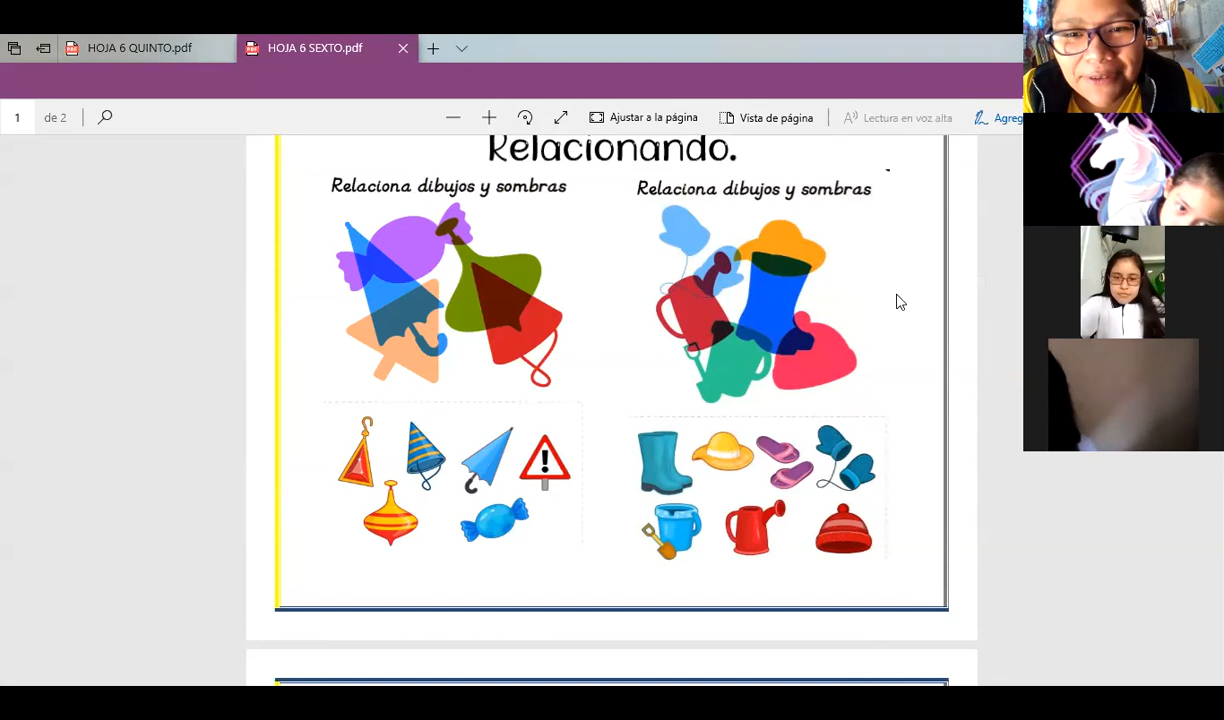 HOJA 6 QUINTO.pdf
HOJA 6 SEXTO.pdf
1 de 2
Ajustar a la página
Vista de página
Lectura en voz alta
Relacionando.
Relaciona dibujos y sombras
Relaciona dibujos y sombras